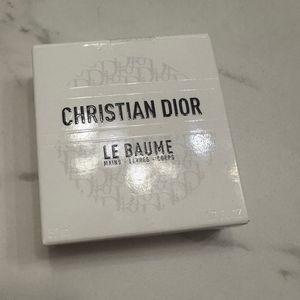 CHRISTIAN DIOR
LE BAUME
MAINS - LÈVRES - CORPS